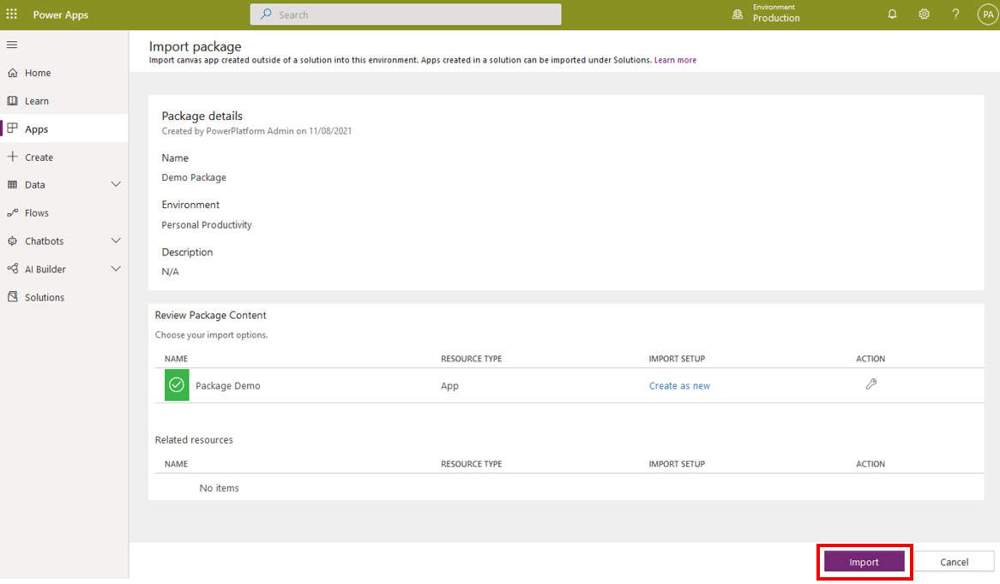 Power Apps
Search
Environment
Production
?
PA
Import package
Import canvas app created outside of a solution into this environment. Apps created in a solution can be imported under Solutions. Learn more
Home
Learn
Apps
Create
Data
Flows
Chatbots
AI Builder
Solutions
Package details
Created by PowerPlatform Admin on 11/08/2021
Name
Demo Package
Environment
Personal Productivity
Description
N/A
Review Package Content
Choose your import options.
NAME RESOURCE TYPE IMPORT SETUP ACTION
Package Demo App Create as new
Related resources
NAME RESOURCE TYPE IMPORT SETUP ACTION
No items
Import Cancel